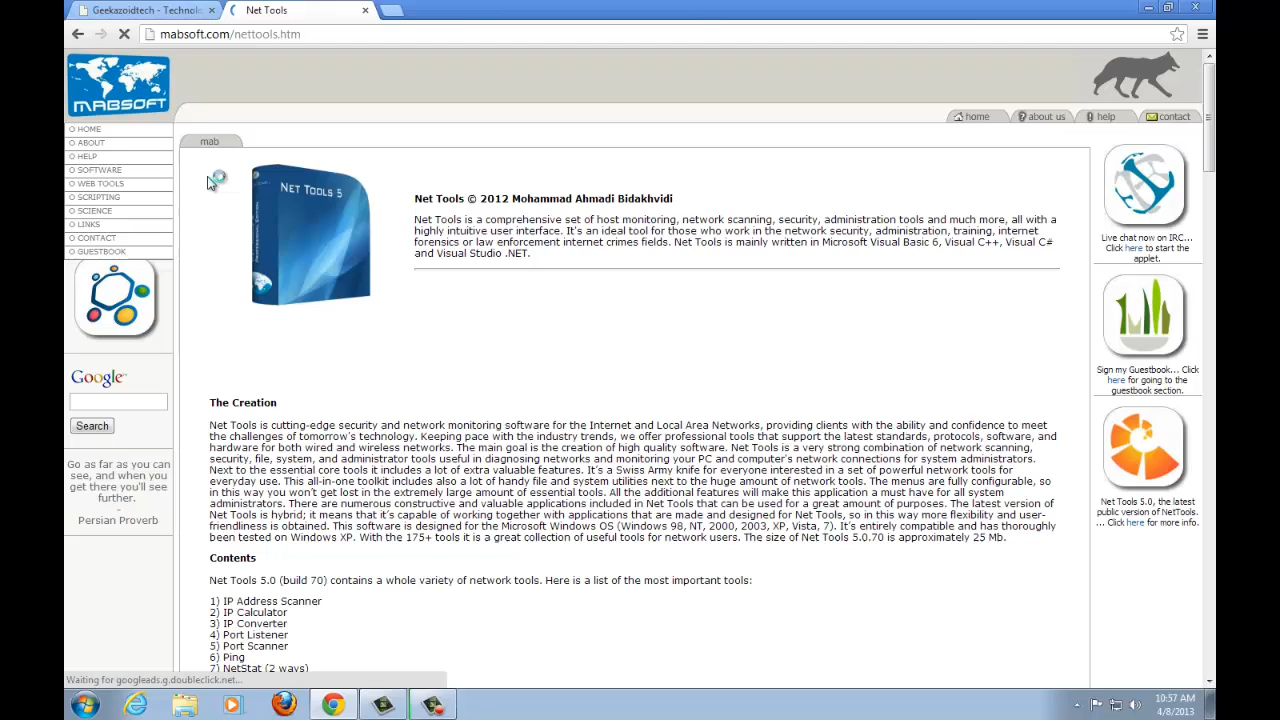 Geekazoidtech - Technolo
Net Tools
mabsoft.com/nettools.htm
MABSOFT
home
about us
help
contact
HOME
ABOUT
HELP
SOFTWARE
WEB TOOLS
SCRIPTING
SCIENCE
LINKS
CONTACT
GUESTBOOK
Google™
Search
Go as far as you can
see, and when you
get there you'll see
further.
-
Persian Proverb
mab
NET TOOLS 5
Net Tools © 2012 Mohammad Ahmadi Bidakhvidi
Net Tools is a comprehensive set of host monitoring, network scanning, security, administration tools and much more, all with a
highly intuitive user interface. It's an ideal tool for those who work in the network security, administration, training, internet
forensics or law enforcement internet crimes fields. Net Tools is mainly written in Microsoft Visual Basic 6, Visual C++, Visual C#
and Visual Studio .NET.
The Creation
Net Tools is cutting-edge security and network monitoring software for the Internet and Local Area Networks, providing clients with the ability and confidence to meet
the challenges of tomorrow's technology. Keeping pace with the industry trends, we offer professional tools that support the latest standards, protocols, software, and
hardware for both wired and wireless networks. The main goal is the creation of high quality software. Net Tools is a very strong combination of network scanning,
security, file, system, and administrator tools useful in diagnosing networks and monitoring your PC and computer's network connections for system administrators.
Next to the essential core tools it includes a lot of extra valuable features. It's a Swiss Army knife for everyone interested in a set of powerful network tools for
everyday use. This all-in-one toolkit includes also a lot of handy file and system utilities next to the huge amount of network tools. The menus are fully configurable, so
in this way you won't get lost in the extremely large amount of essential tools. All the additional features will make this application a must have for all system
administrators. There are numerous constructive and valuable applications included in Net Tools that can be used for a great amount of purposes. The latest version of
Net Tools is hybrid; it means that it's capable of working together with applications that are made and designed for Net Tools, so in this way more flexibility and user-
friendliness is obtained. This software is designed for the Microsoft Windows OS (Windows 98, NT, 2000, 2003, XP, Vista, 7). It's entirely compatible and has thoroughly
been tested on Windows XP. With the 175+ tools it is a great collection of useful tools for network users. The size of Net Tools 5.0.70 is approximately 25 Mb.
Contents
Net Tools 5.0 (build 70) contains a whole variety of network tools. Here is a list of the most important tools:
1) IP Address Scanner
2) IP Calculator
3) IP Converter
4) Port Listener
5) Port Scanner
6) Ping
7) NetStat (2 ways)
Live chat now on IRC...
Click here to start the
applet.
Sign my Guestbook... Click
here for going to the
guestbook section.
Net Tools 5.0, the latest
public version of NetTools.
... Click here for more info.
Waiting for googleads.g.doubleclick.net...
10:57 AM
4/8/2013